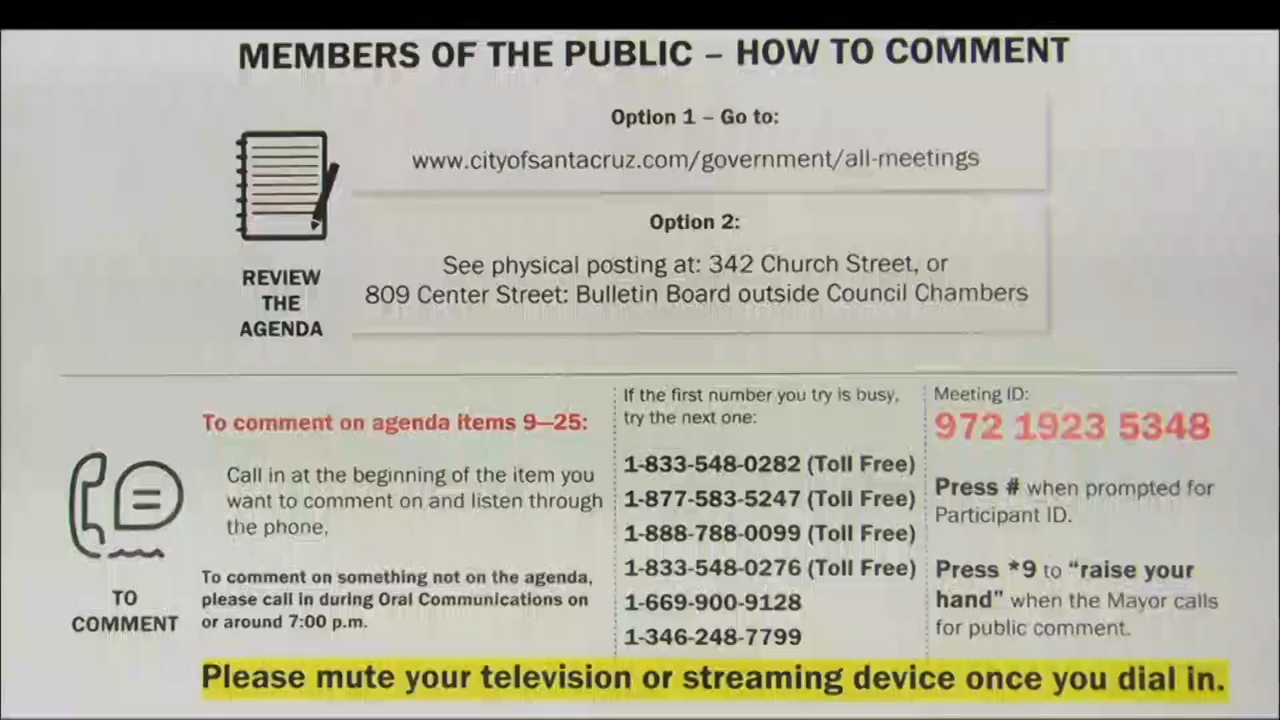 MEMBERS OF THE PUBLIC – HOW TO COMMENT
REVIEW
THE
AGENDA
Option 1 – Go to:
www.cityofsantacruz.com/government/all-meetings
Option 2:
See physical posting at: 342 Church Street, or
809 Center Street: Bulletin Board outside Council Chambers
TO
COMMENT
To comment on agenda items 9—25:
Call in at the beginning of the item you
want to comment on and listen through
the phone,
To comment on something not on the agenda,
please call in during Oral Communications on
or around 7:00 p.m.
If the first number you try is busy,
try the next one:
1-833-548-0282 (Toll Free)
1-877-583-5247 (Toll Free)
1-888-788-0099 (Toll Free)
1-833-548-0276 (Toll Free)
1-669-900-9128
1-346-248-7799
Meeting ID:
972 1923 5348
Press # when prompted for
Participant ID.
Press *9 to “raise your
hand” when the Mayor calls
for public comment.
Please mute your television or streaming device once you dial in.